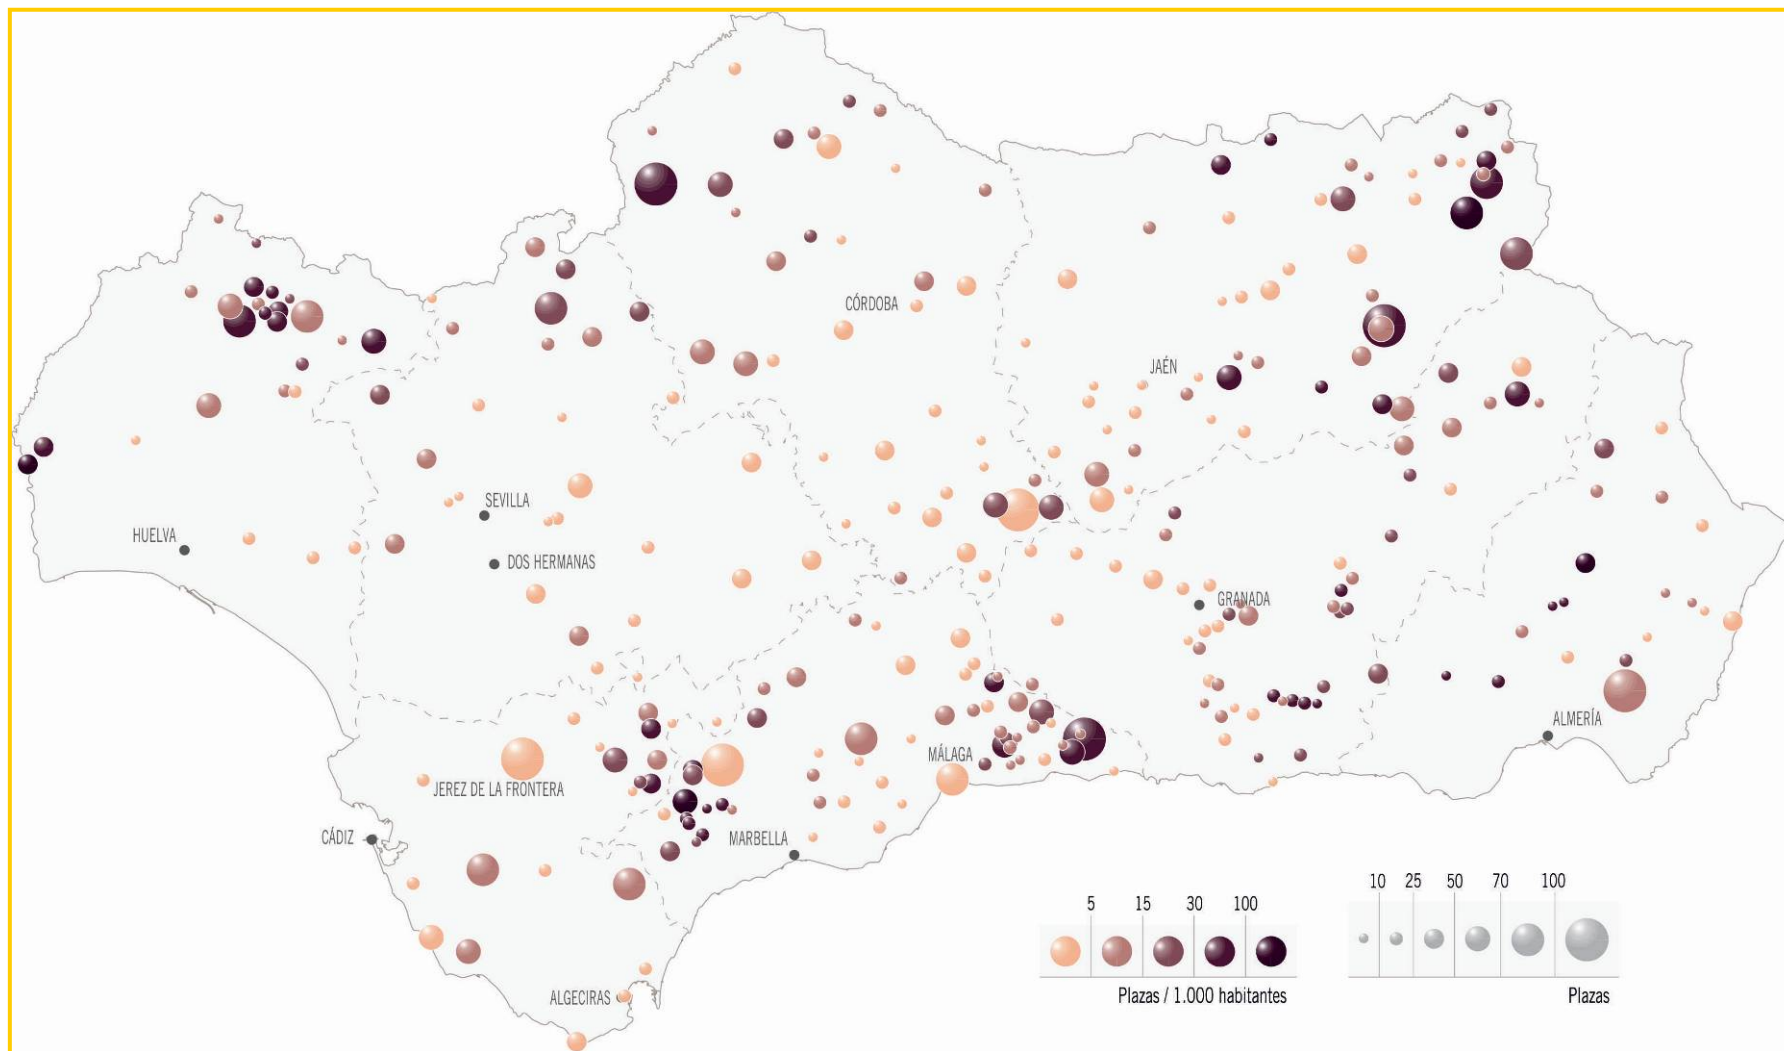 CÓRDOBA
JAÉN
SEVILLA
HUELVA
DOS HERMANAS
GRANADA
ALMERÍA
MÁLAGA
JEREZ DE LA FRONTERA
CÁDIZ
MARBELLA
ALGECIRAS
5 15 30 100
Plazas / 1.000 habitantes
10 25 50 70 100
Plazas